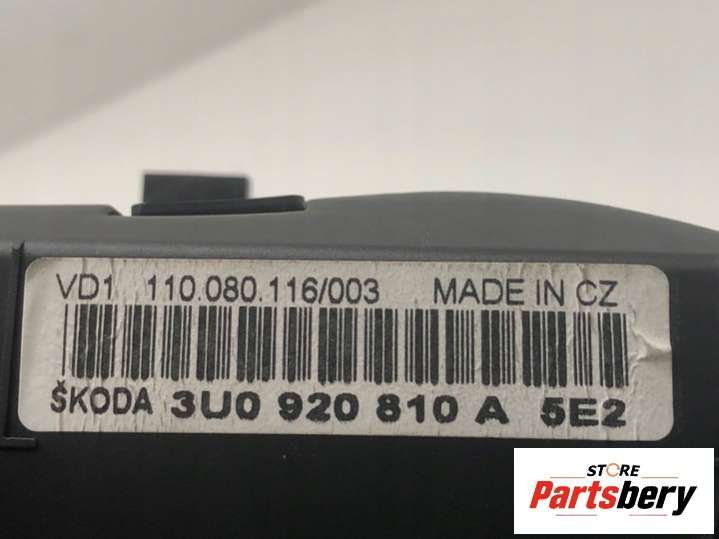 VD1 110.080.116/003 MADE IN CZ
ŠKODA 3U0 920 810 A 5E2
STORE
Partsbery